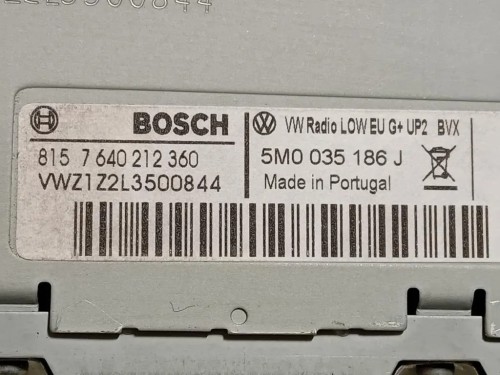 Z2L3500844
BOSCH
VW Radio LOW EU G+ UP2 BVX
815 7 640 212 360
5M0 035 186 J
VWZ1Z2L3500844
Made in Portugal